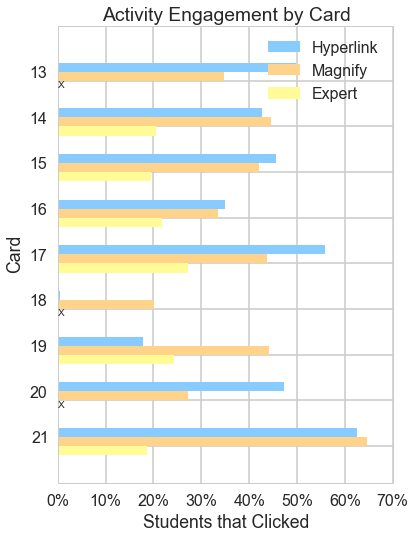 Activity Engagement by Card
Hyperlink
Magnify
Expert
Card
13
x
14
15
16
17
18
x
19
20
x
21
0% 10% 20% 30% 40% 50% 60% 70%
Students that Clicked